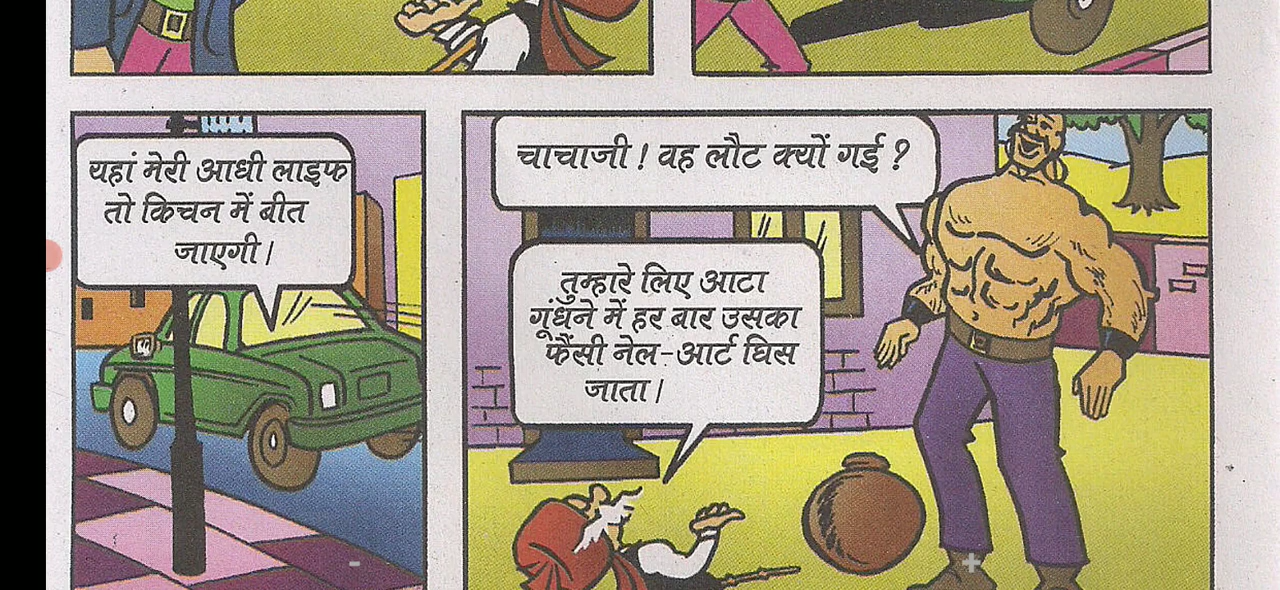 यहां मेरी आधी लाइफ
तो किचन में बीत
जाएगी।
चाचाजी! वह लौट क्यों गई?
तुम्हारे लिए आटा
गूंधने में हर बार उसका
फैंसी नेल-आर्ट घिस
जाता।